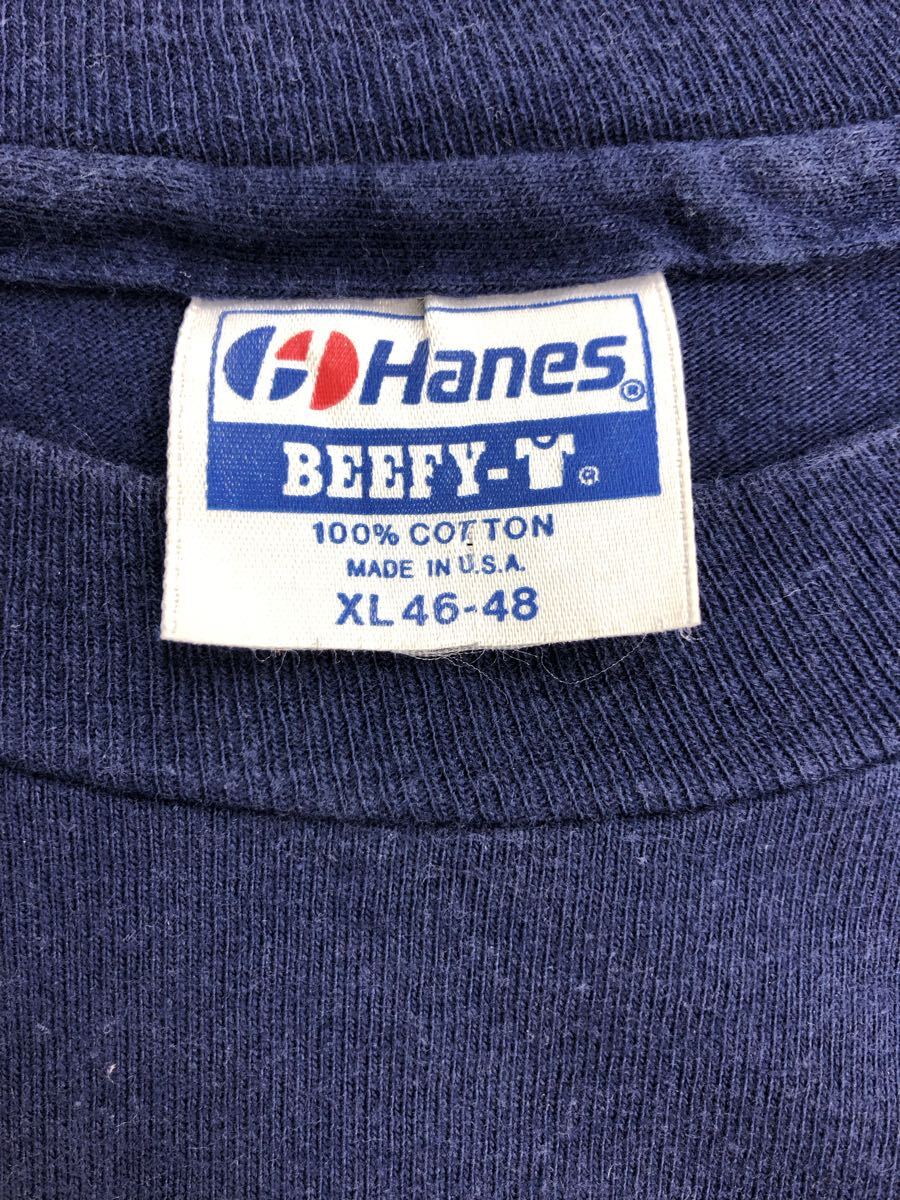 Hanes®
BEEFY-T®
100% COTTON
MADE IN U.S.A.
XL 46-48